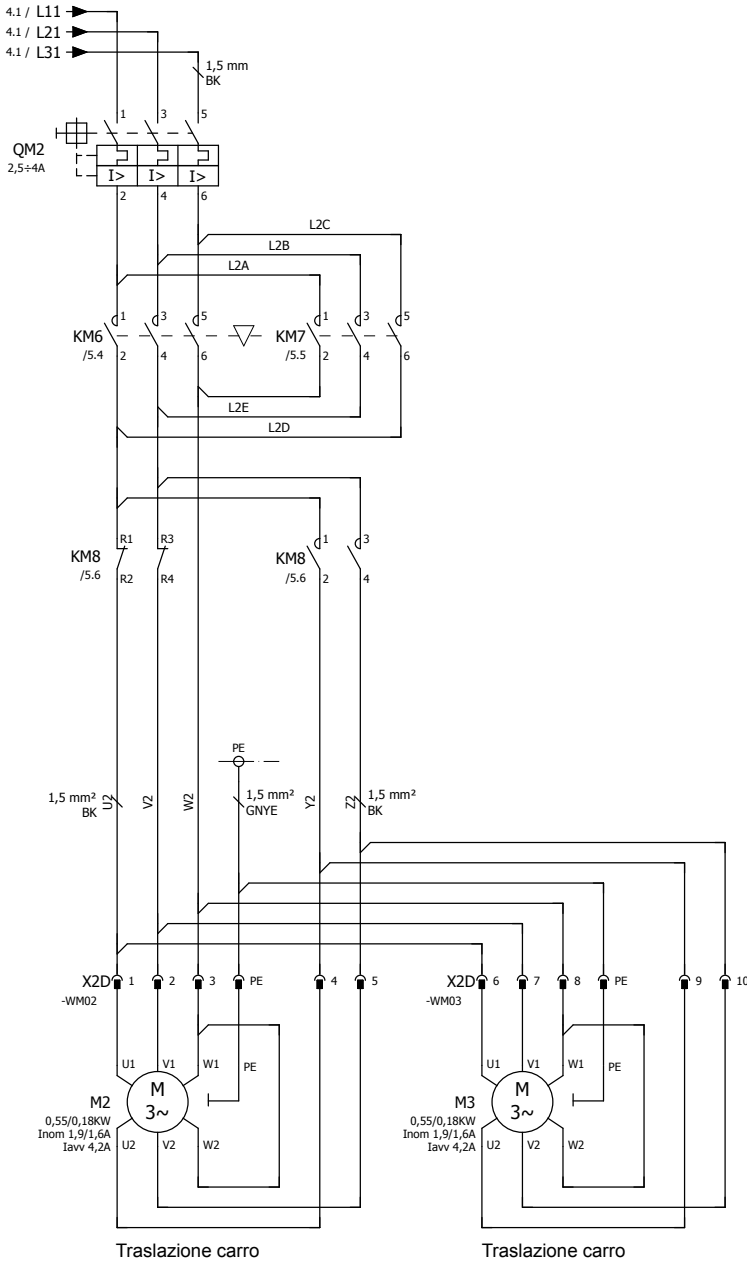 4.1 / L11
4.1 / L21
4.1 / L31
1,5 mm
BK
1 3 5
QM2
2,5÷4A
I> I> I>
2 4 6
L2C
L2B
L2A
1 3 5 1 3 5
KM6 KM7
/5.4 /5.5
2 4 6 2 4 6
L2E
L2D
R1 R3 1 3
KM8 KM8
/5.6 /5.6
R2 R4 2 4
PE
1,5 mm²
BK
U2 V2 W2
1,5 mm²
GNYE
Y2 Z2
1,5 mm²
BK
X2D 1 2 3 PE 4 5 X2D 6 7 8 PE 9 10
-WM02 -WM03
U1 V1 W1 PE U1 V1 W1 PE
M2 M 3~ M3 M 3~
0,55/0,18KW 0,55/0,18KW
Inom 1,9/1,6A Inom 1,9/1,6A
Iavv 4,2A Iavv 4,2A
U2 V2 W2 U2 V2 W2
Traslazione carro Traslazione carro